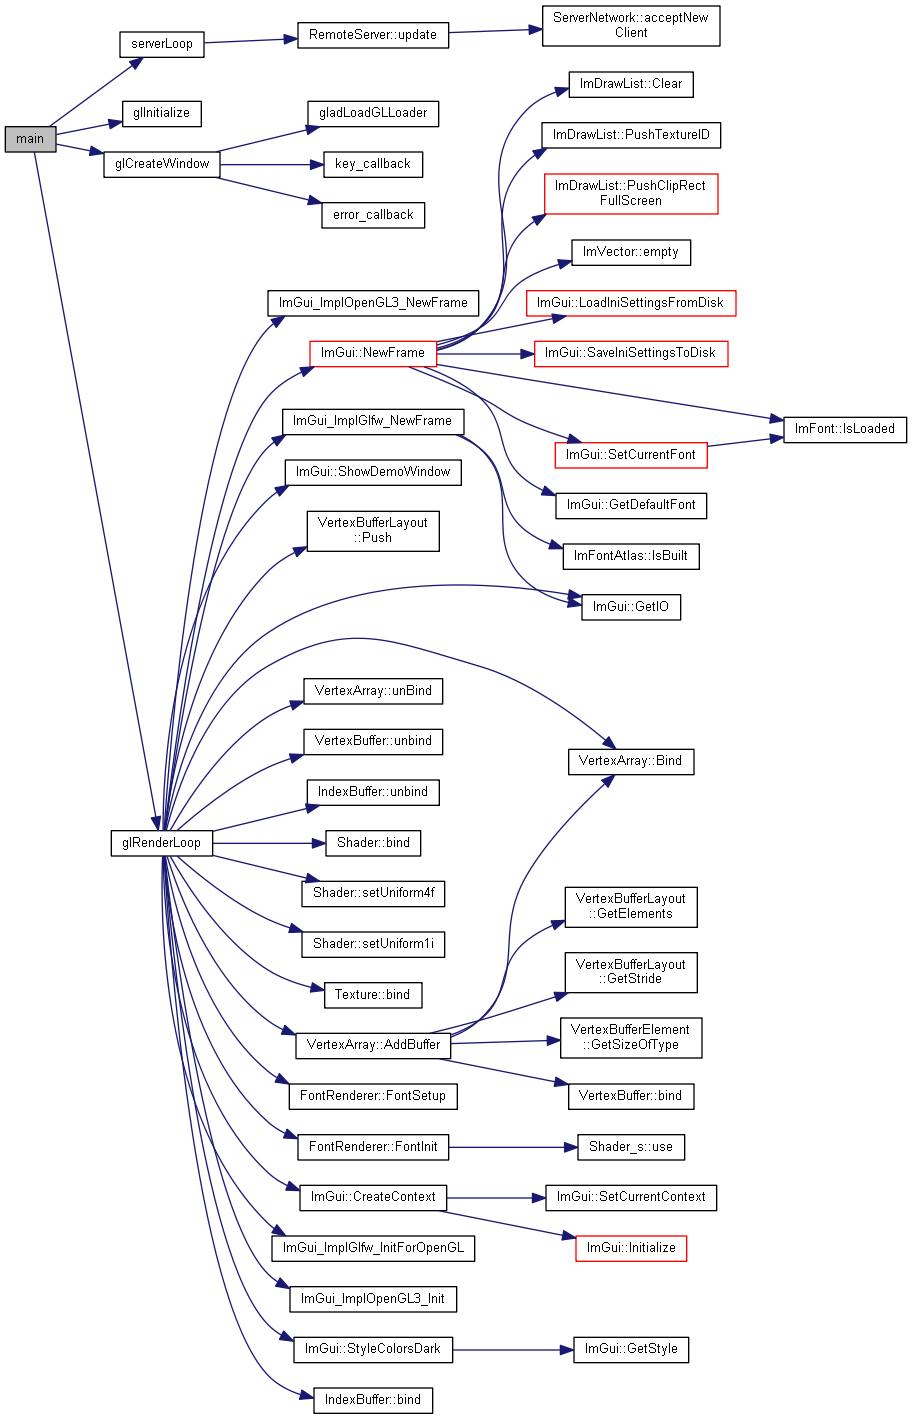 main
serverLoop
glInitialize
glCreateWindow
glRenderLoop
RemoteServer::update
gladLoadGLLoader
key_callback
error_callback
ImGui_ImplOpenGL3_NewFrame
ImGui::NewFrame
ImGui_ImplGlfw_NewFrame
ImGui::ShowDemoWindow
VertexBufferLayout
::Push
VertexArray::unBind
VertexBuffer::unbind
IndexBuffer::unbind
Shader::bind
Shader::setUniform4f
Shader::setUniform1i
Texture::bind
VertexArray::AddBuffer
FontRenderer::FontSetup
FontRenderer::FontInit
ImGui::CreateContext
ImGui_ImplGlfw_InitForOpenGL
ImGui_ImplOpenGL3_Init
ImGui::StyleColorsDark
IndexBuffer::bind
ServerNetwork::acceptNew
Client
ImDrawList::Clear
ImDrawList::PushTextureID
ImDrawList::PushClipRect
FullScreen
ImVector::empty
ImGui::LoadIniSettingsFromDisk
ImGui::SaveIniSettingsToDisk
ImGui::SetCurrentFont
ImGui::GetDefaultFont
ImFontAtlas::IsBuilt
ImGui::GetIO
VertexArray::Bind
VertexBufferLayout
::GetElements
VertexBufferLayout
::GetStride
VertexBufferElement
::GetSizeOfType
VertexBuffer::bind
Shader_s::use
ImGui::SetCurrentContext
ImGui::Initialize
ImGui::GetStyle
ImFont::IsLoaded